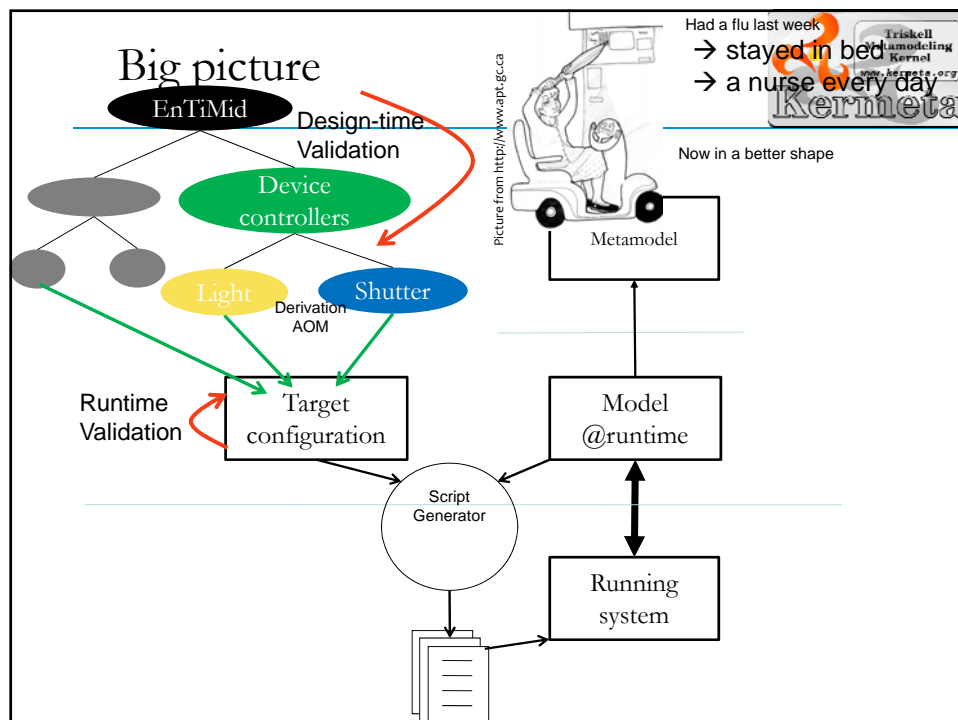 Big picture
EnTiMid
Design-time
Validation
Device
controllers
Light
Shutter
Derivation
AOM
Runtime
Validation
Target
configuration
Script
Generator
Picture from http://www.apt.gc.ca
Had a flu last week
→ stayed in bed
→ a nurse every day
Triskell
Metamodeling
Kernel
www.kermeta.org
Kermeta
Now in a better shape
Metamodel
Model
@runtime
Running
system